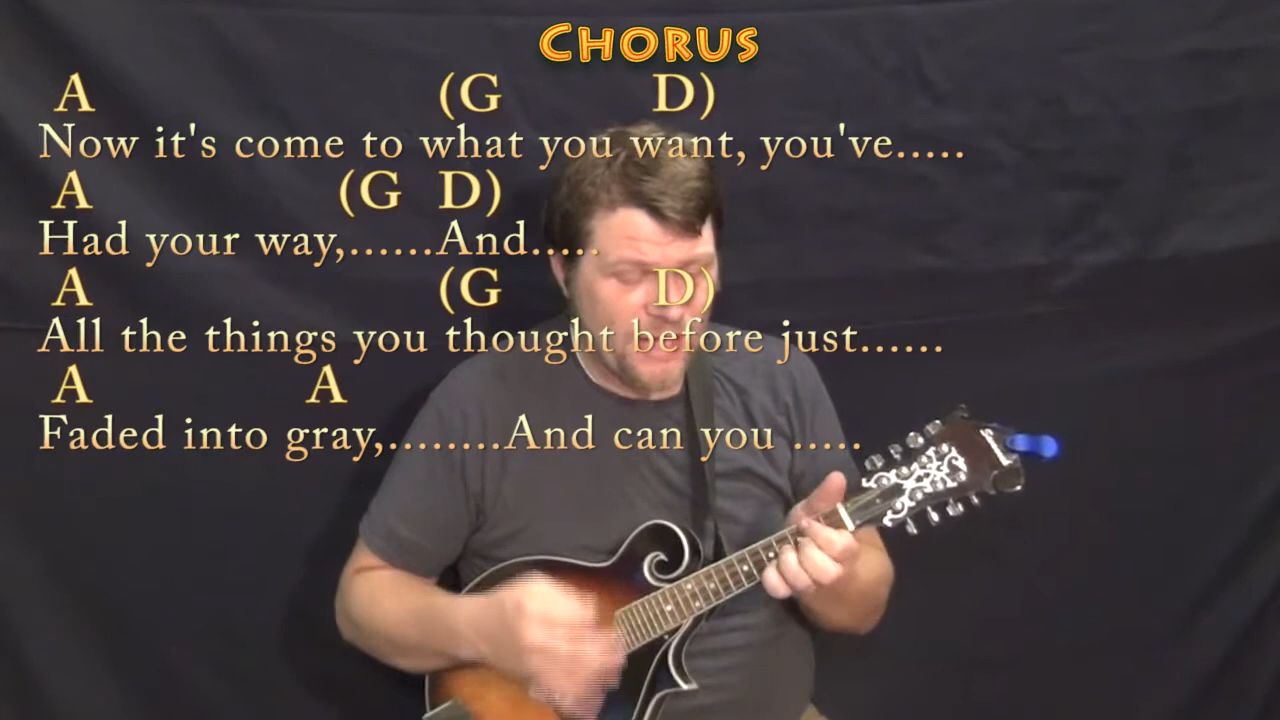 CHORUS
A (G D)
Now it's come to what you want, you've.....
A (G D)
Had your way,......And.....
A (G D)
All the things you thought before just......
A A
Faded into gray,........And can you .....